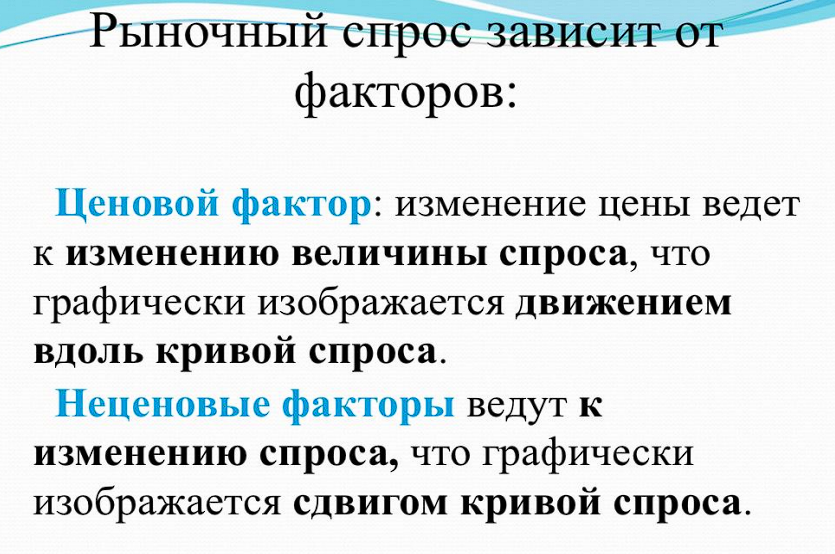 Рыночный спрос зависит от
факторов:
Ценовой фактор: изменение цены ведет
к изменению величины спроса, что
графически изображается движением
вдоль кривой спроса.
Неценовые факторы ведут к
изменению спроса, что графически
изображается сдвигом кривой спроса.